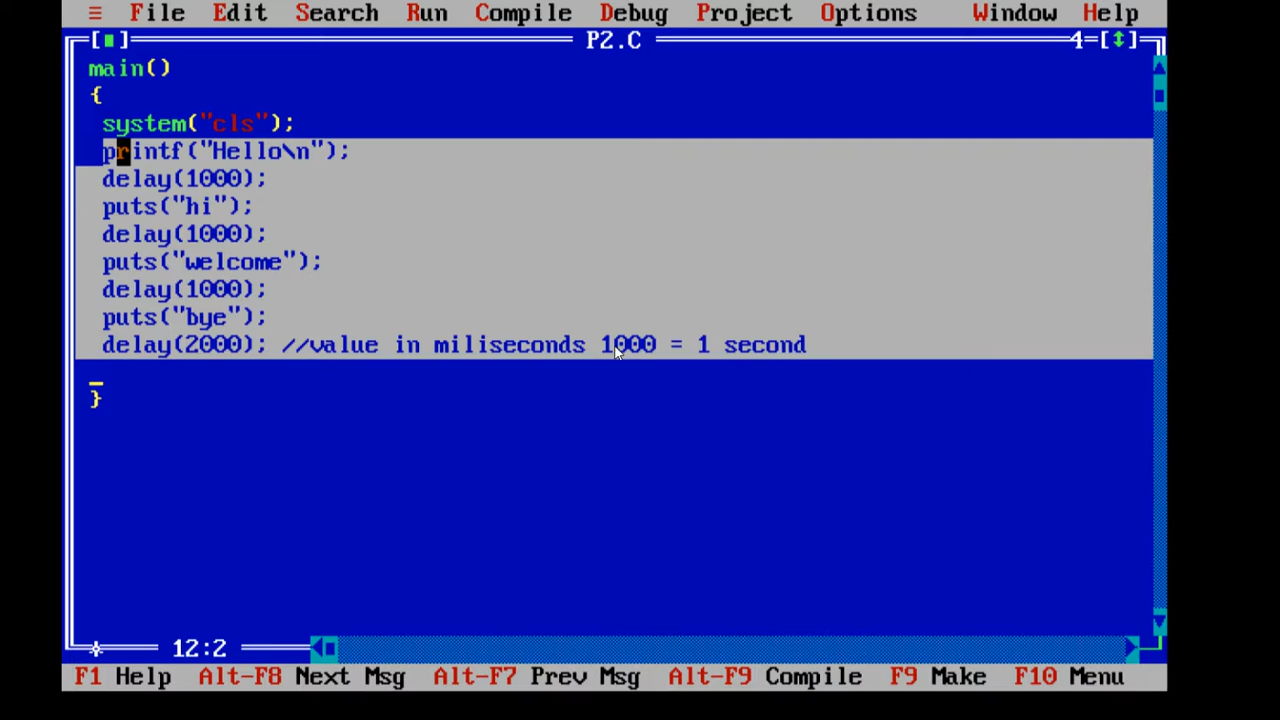 ≡ File Edit Search Run Compile Debug Project Options Window Help
[■] P2.C 4=[↕]
main()
{
system("cls");
printf("Hello\n");
delay(1000);
puts("hi");
delay(1000);
puts("welcome");
delay(1000);
puts("bye");
delay(2000); //value in miliseconds 1000 = 1 second
_
}
12:2
F1 Help Alt-F8 Next Msg Alt-F7 Prev Msg Alt-F9 Compile F9 Make F10 Menu